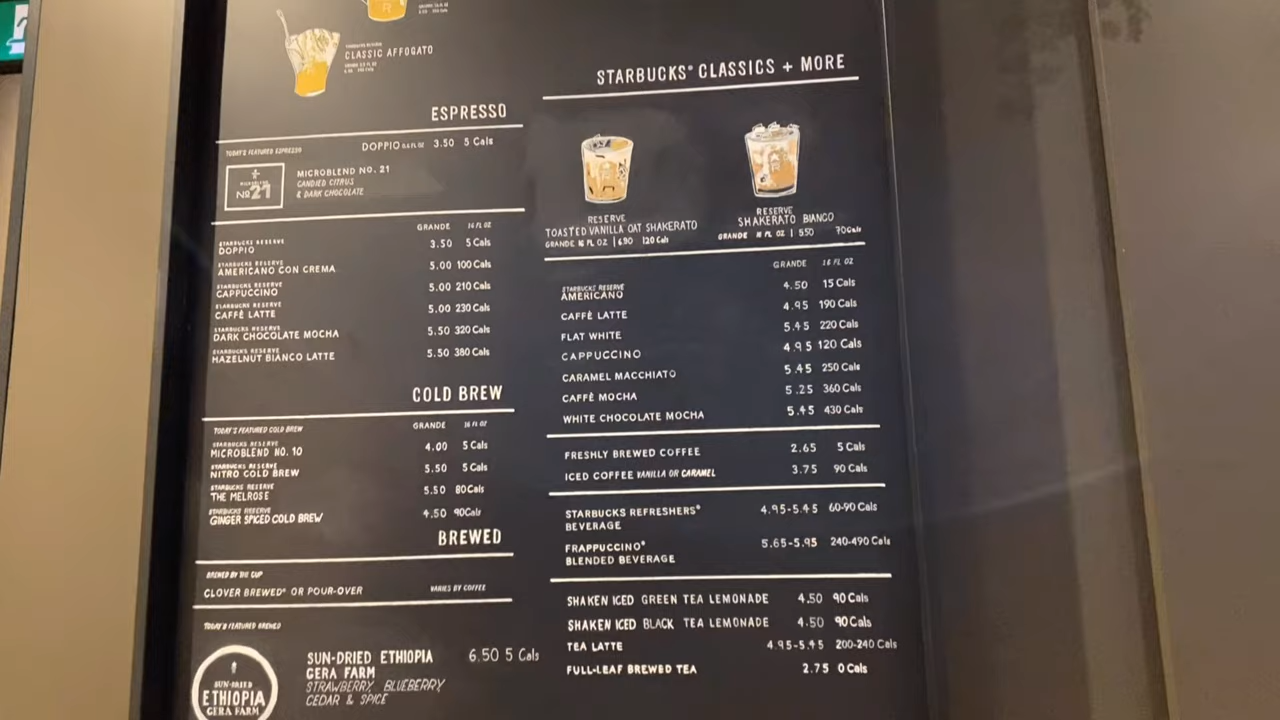 CLASSIC AFFOGATO
ESPRESSO
TODAY'S FEATURED ESPRESSO
DOPPIO 0.6 FL OZ 3.50 5 Cals
MICROBLEND
No 21
MICROBLEND NO. 21
CANDIED CITRUS
& DARK CHOCOLATE
GRANDE 16 FL OZ
STARBUCKS RESERVE
DOPPIO 3.50 5 Cals
STARBUCKS RESERVE
AMERICANO CON CREMA 5.00 100 Cals
STARBUCKS RESERVE
CAPPUCCINO 5.00 210 Cals
STARBUCKS RESERVE
CAFFÈ LATTE 5.00 230 Cals
STARBUCKS RESERVE
DARK CHOCOLATE MOCHA 5.50 320 Cals
STARBUCKS RESERVE
HAZELNUT BIANCO LATTE 5.50 380 Cals
COLD BREW
TODAY'S FEATURED COLD BREW
GRANDE 16 FL OZ
STARBUCKS RESERVE
MICROBLEND NO. 10 4.00 5 Cals
STARBUCKS RESERVE
NITRO COLD BREW 5.50 5 Cals
STARBUCKS RESERVE
THE MELROSE 5.50 80 Cals
STARBUCKS RESERVE
GINGER SPICED COLD BREW 4.50 90 Cals
BREWED
BREWED BY THE CUP
CLOVER BREWED® OR POUR-OVER VARIES BY COFFEE
TODAY'S FEATURED BREWED
SUN-DRIED
ETHIOPIA
GERA FARM
SUN-DRIED ETHIOPIA 6.50 5 Cals
GERA FARM
STRAWBERRY, BLUEBERRY
CEDAR & SPICE
STARBUCKS® CLASSICS + MORE
RESERVE
TOASTED VANILLA OAT SHAKERATO
GRANDE 16 FL OZ | 6.90 120 Cals
RESERVE
SHAKERATO BIANCO
GRANDE 16 FL OZ | 5.50 70 Cals
GRANDE 16 FL OZ
STARBUCKS RESERVE
AMERICANO 4.50 15 Cals
CAFFÈ LATTE 4.95 190 Cals
FLAT WHITE 5.45 220 Cals
CAPPUCCINO 4.95 120 Cals
CARAMEL MACCHIATO 5.45 250 Cals
CAFFÈ MOCHA 5.25 360 Cals
WHITE CHOCOLATE MOCHA 5.45 430 Cals
FRESHLY BREWED COFFEE 2.65 5 Cals
ICED COFFEE VANILLA OR CARAMEL 3.75 90 Cals
STARBUCKS REFRESHERS® 4.95-5.45 60-90 Cals
BEVERAGE
FRAPPUCCINO® 5.65-5.95 240-490 Cals
BLENDED BEVERAGE
SHAKEN ICED GREEN TEA LEMONADE 4.50 90 Cals
SHAKEN ICED BLACK TEA LEMONADE 4.50 90 Cals
TEA LATTE 4.95-5.45 200-240 Cals
FULL-LEAF BREWED TEA 2.75 0 Cals